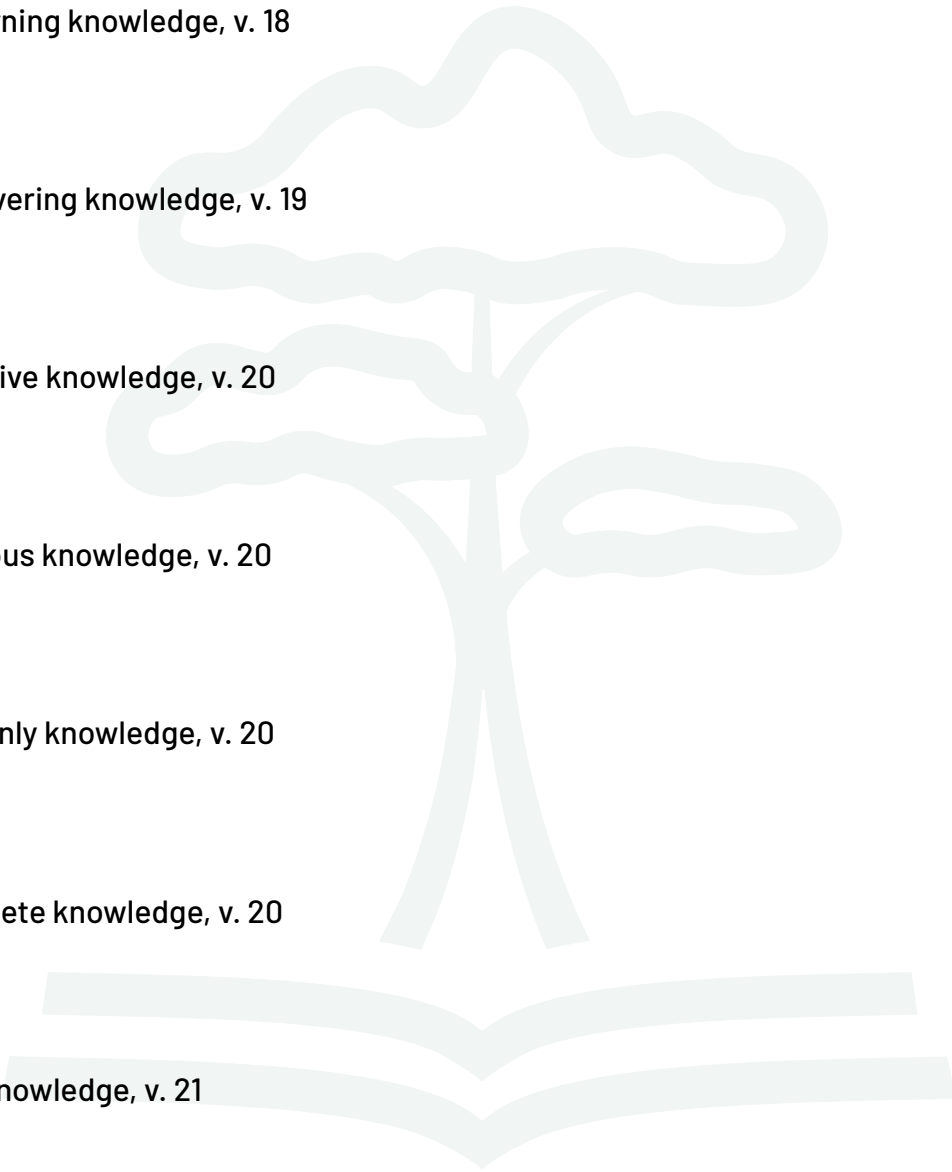 rning knowledge, v. 18
vering knowledge, v. 19
ive knowledge, v. 20
ous knowledge, v. 20
nly knowledge, v. 20
ete knowledge, v. 20
nowledge, v. 21